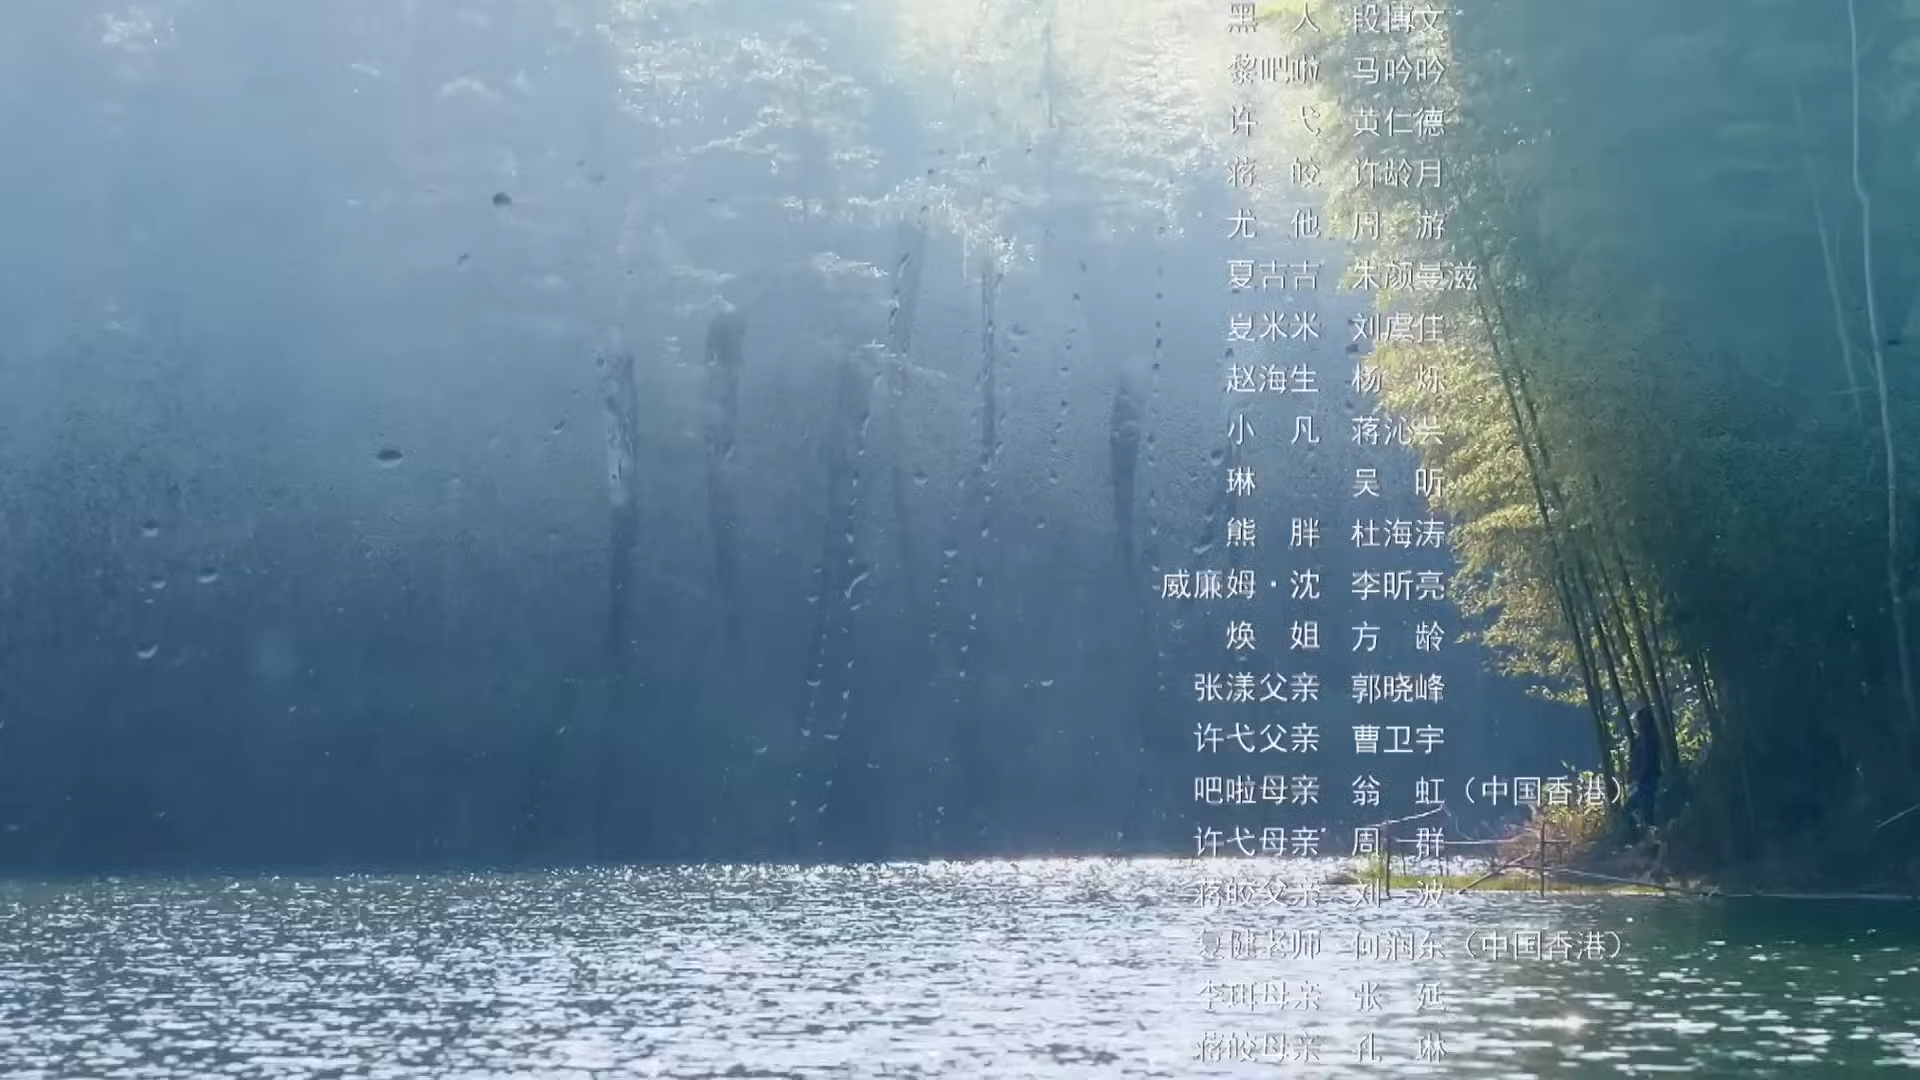 黑 人 段博文
黎吧啦 马吟吟
许 弋 黄仁德
蒋 皎 许龄月
尤 他 周 游
夏吉吉 朱颜曼滋
夏米米 刘虞佳
赵海生 杨 烁
小 凡 蒋沁芸
琳 吴 昕
熊 胖 杜海涛
威廉姆·沈 李昕亮
焕 姐 方 龄
张漾父亲 郭晓峰
许弋父亲 曹卫宇
吧啦母亲 翁 虹（中国香港）
许弋母亲 周 群
蒋皎父亲 刘 波
复健老师 何润东（中国香港）
李珥母亲 张 延
蒋皎母亲 孔 琳